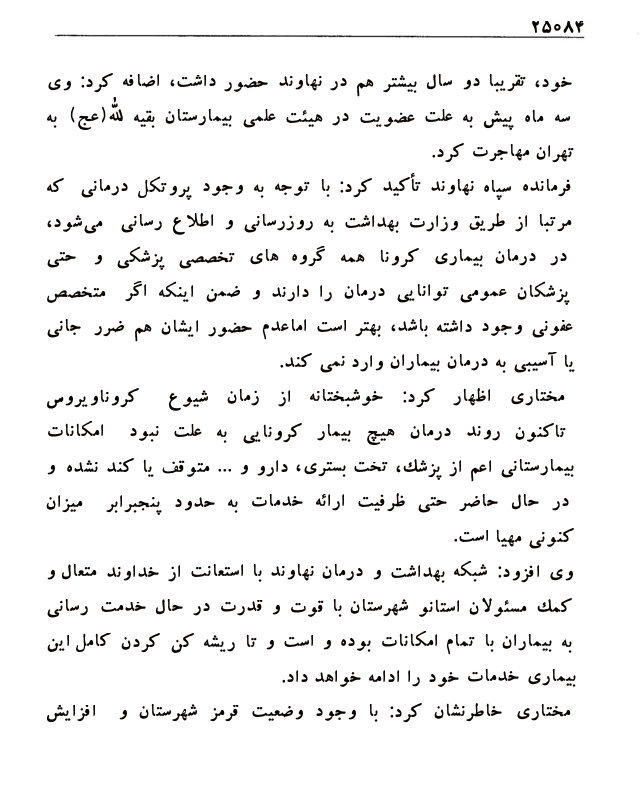 ۲۵۰۸۴
خود، تقریبا دو سال بیشتر هم در نهاوند حضور داشت، اضافه کرد: وی
سه ماه پیش به علت عضویت در هیئت علمی بیمارستان بقیه لله(عج) به
تهران مهاجرت کرد.
فرمانده سپاه نهاوند تأکید کرد: با توجه به وجود پروتکل درمانی که
مرتبا از طریق وزارت بهداشت به روزرسانی و اطلاع رسانی می‌شود،
در درمان بیماری کرونا همه گروه های تخصصی پزشکی و حتی
پزشکان عمومی توانایی درمان را دارند و ضمن اینکه اگر متخصص
عفونی وجود داشته باشد، بهتر است اماعدم حضور ایشان هم ضرر جانی
یا آسیبی به درمان بیماران وارد نمی کند.
مختاری اظهار کرد: خوشبختانه از زمان شیوع کروناویروس
تاکنون روند درمان هیچ بیمار کرونایی به علت نبود امکانات
بیمارستانی اعم از پزشك، تخت بستری، دارو و ... متوقف یا کند نشده و
در حال حاضر حتی ظرفیت ارائه خدمات به حدود پنجبرابر میزان
کنونی مهیا است.
وی افزود: شبکه بهداشت و درمان نهاوند با استعانت از خداوند متعال و
کمك مسئولان استانو شهرستان با قوت و قدرت در حال خدمت رسانی
به بیماران با تمام امکانات بوده و است و تا ریشه کن کردن کامل این
بیماری خدمات خود را ادامه خواهد داد.
مختاری خاطرنشان کرد: با وجود وضعیت قرمز شهرستان و افزایش